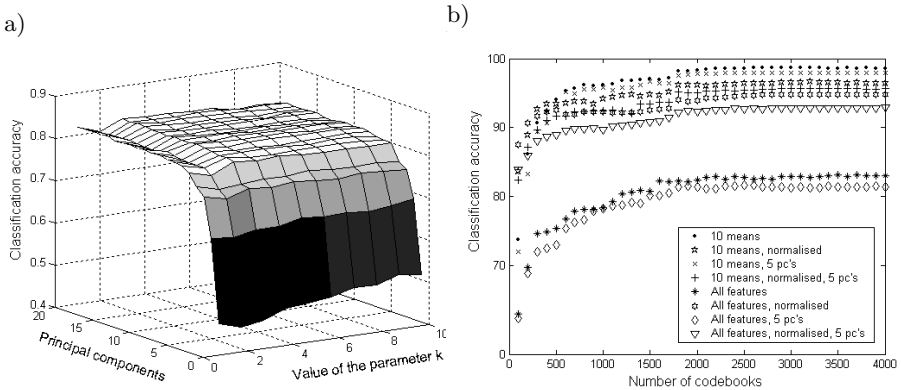 a)
0.9
0.8
0.7
0.6
0.5
0.4
Classification accuracy
20
15
10
5
0
Principal components
0
2
4
6
8
10
Value of the parameter k
b)
100
90
80
70
0
Classification accuracy
0
500
1000
1500
2000
2500
3000
3500
4000
Number of codebooks
10 means
10 means, normalised
10 means, 5 pc's
10 means, normalised, 5 pc's
All features
All features, normalised
All features, 5 pc's
All features, normalised, 5 pc's